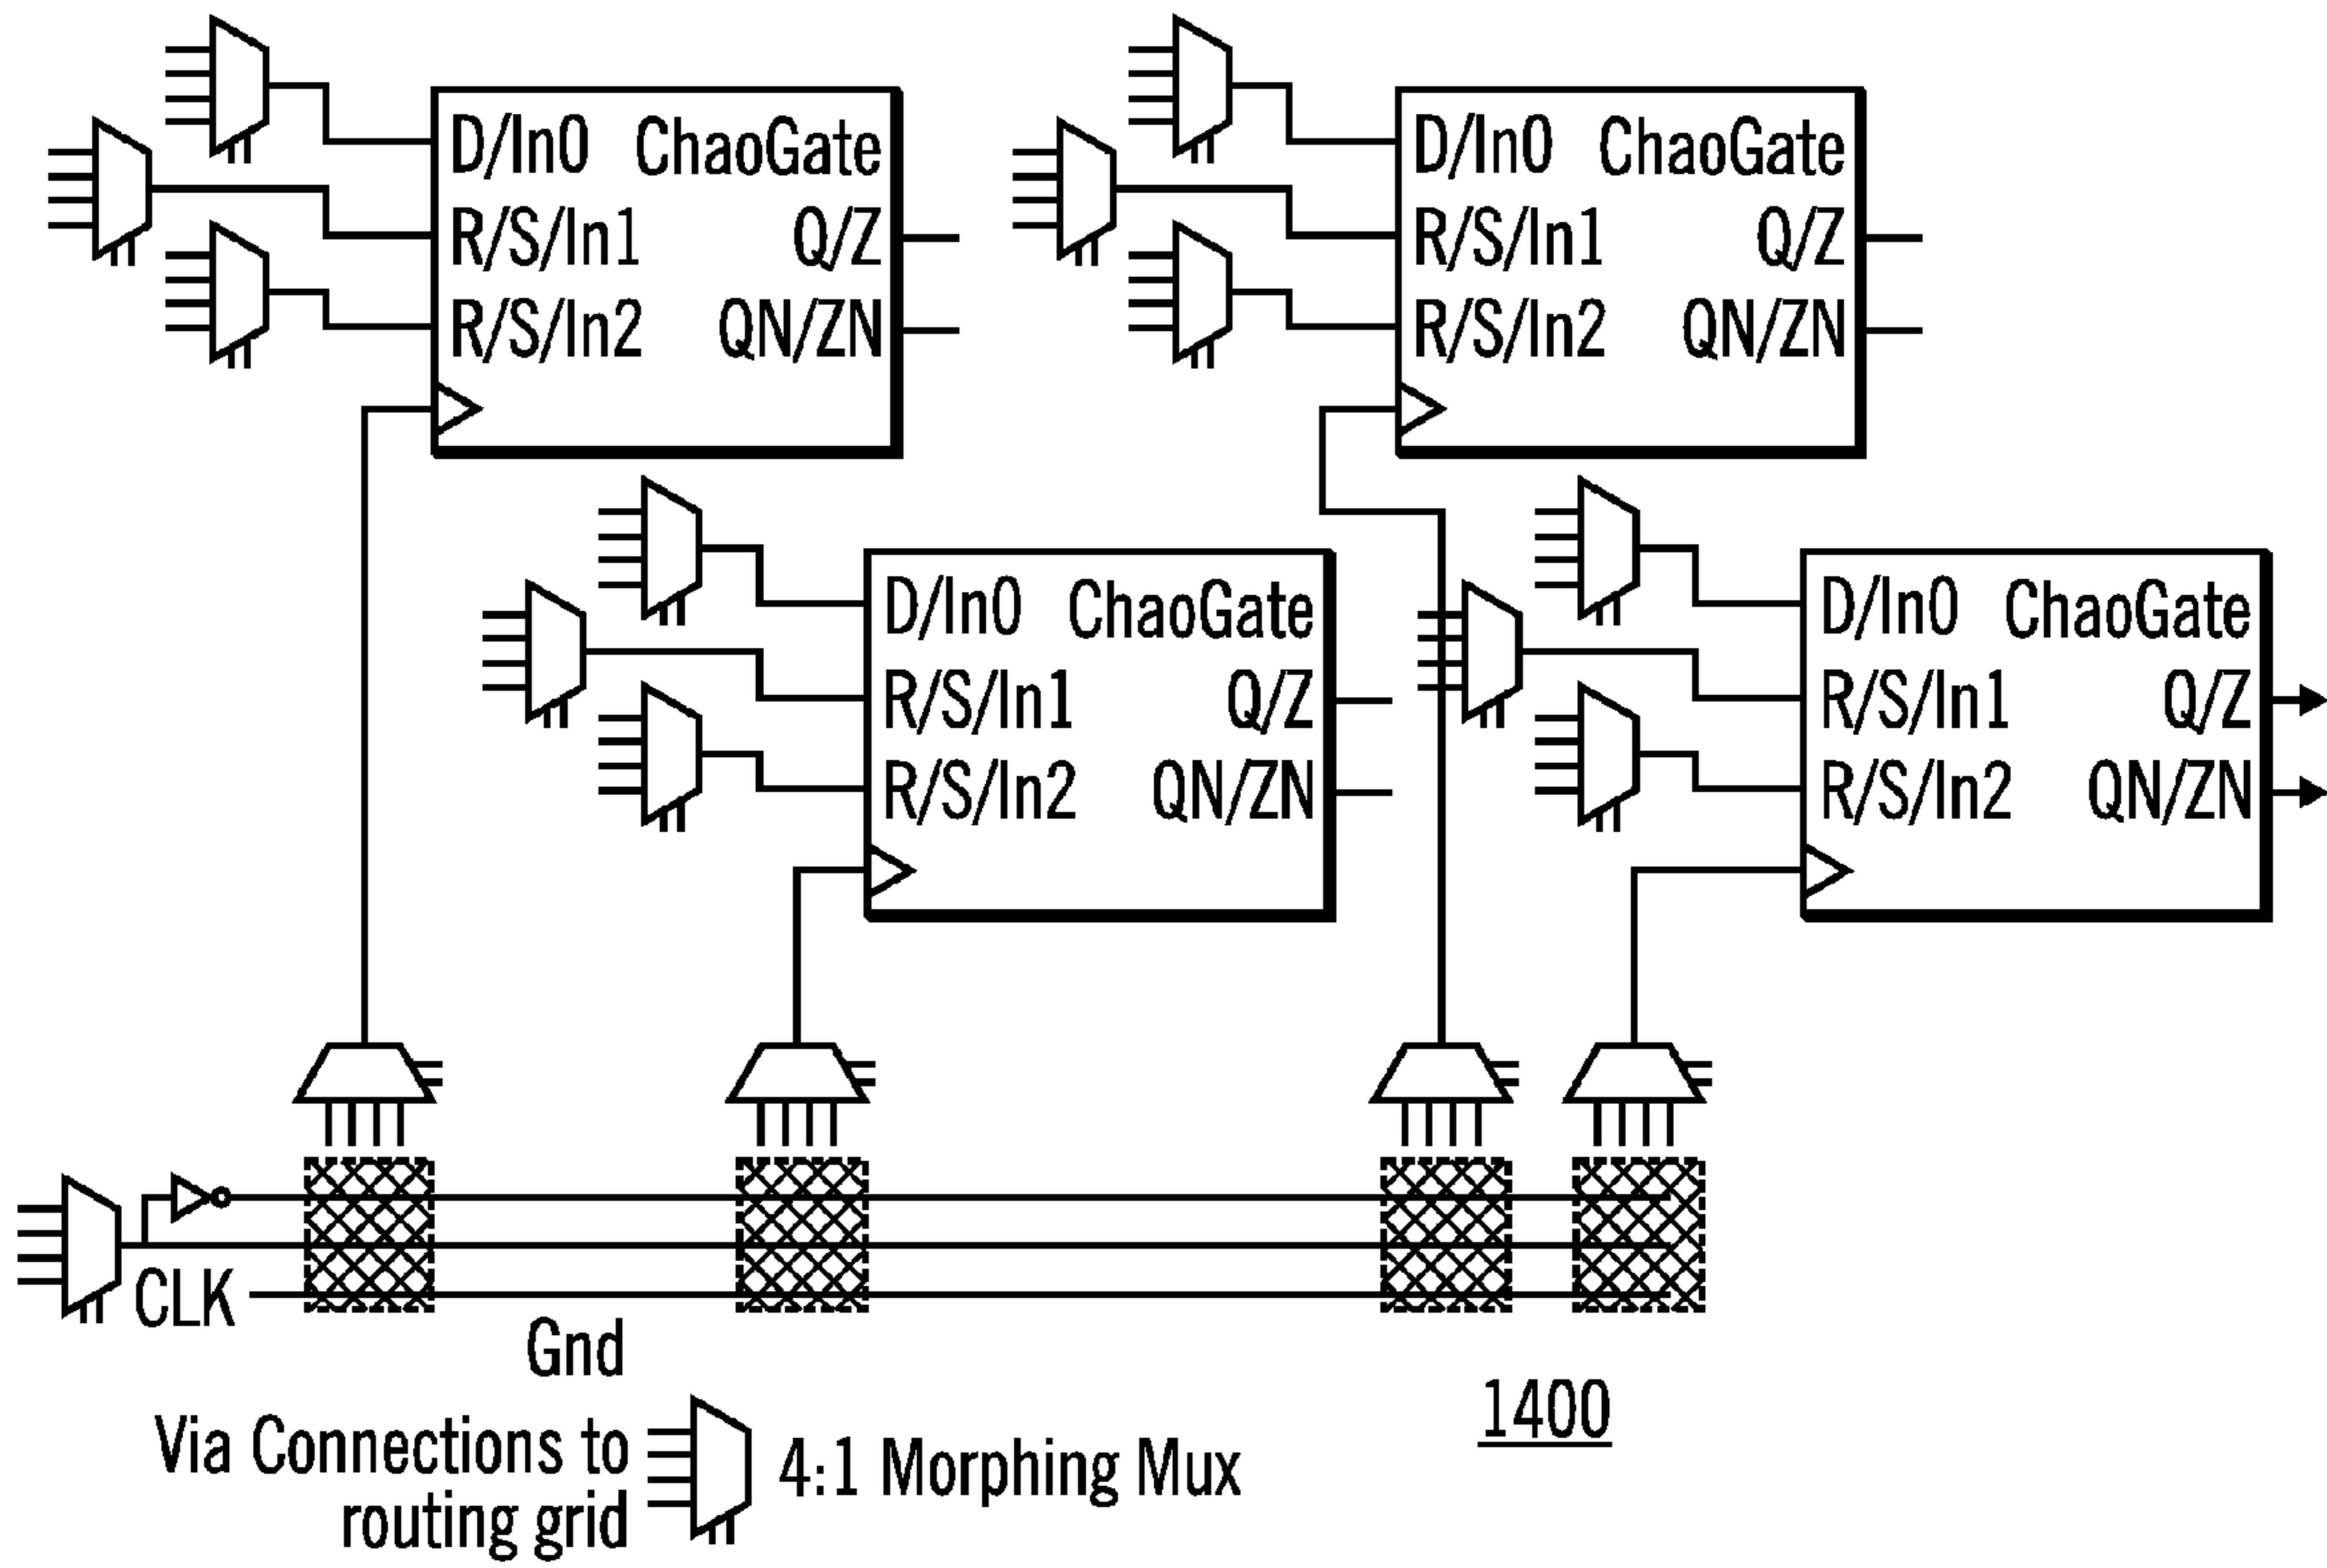 D/In0 ChaoGate
R/S/In1 Q/Z
R/S/In2 QN/ZN
D/In0 ChaoGate
R/S/In1 Q/Z
R/S/In2 QN/ZN
D/In0 ChaoGate
R/S/In1 Q/Z
R/S/In2 QN/ZN
D/In0 ChaoGate
R/S/In1 Q/Z
R/S/In2 QN/ZN
CLK
Gnd
Via Connections to
routing grid
4:1 Morphing Mux
1400